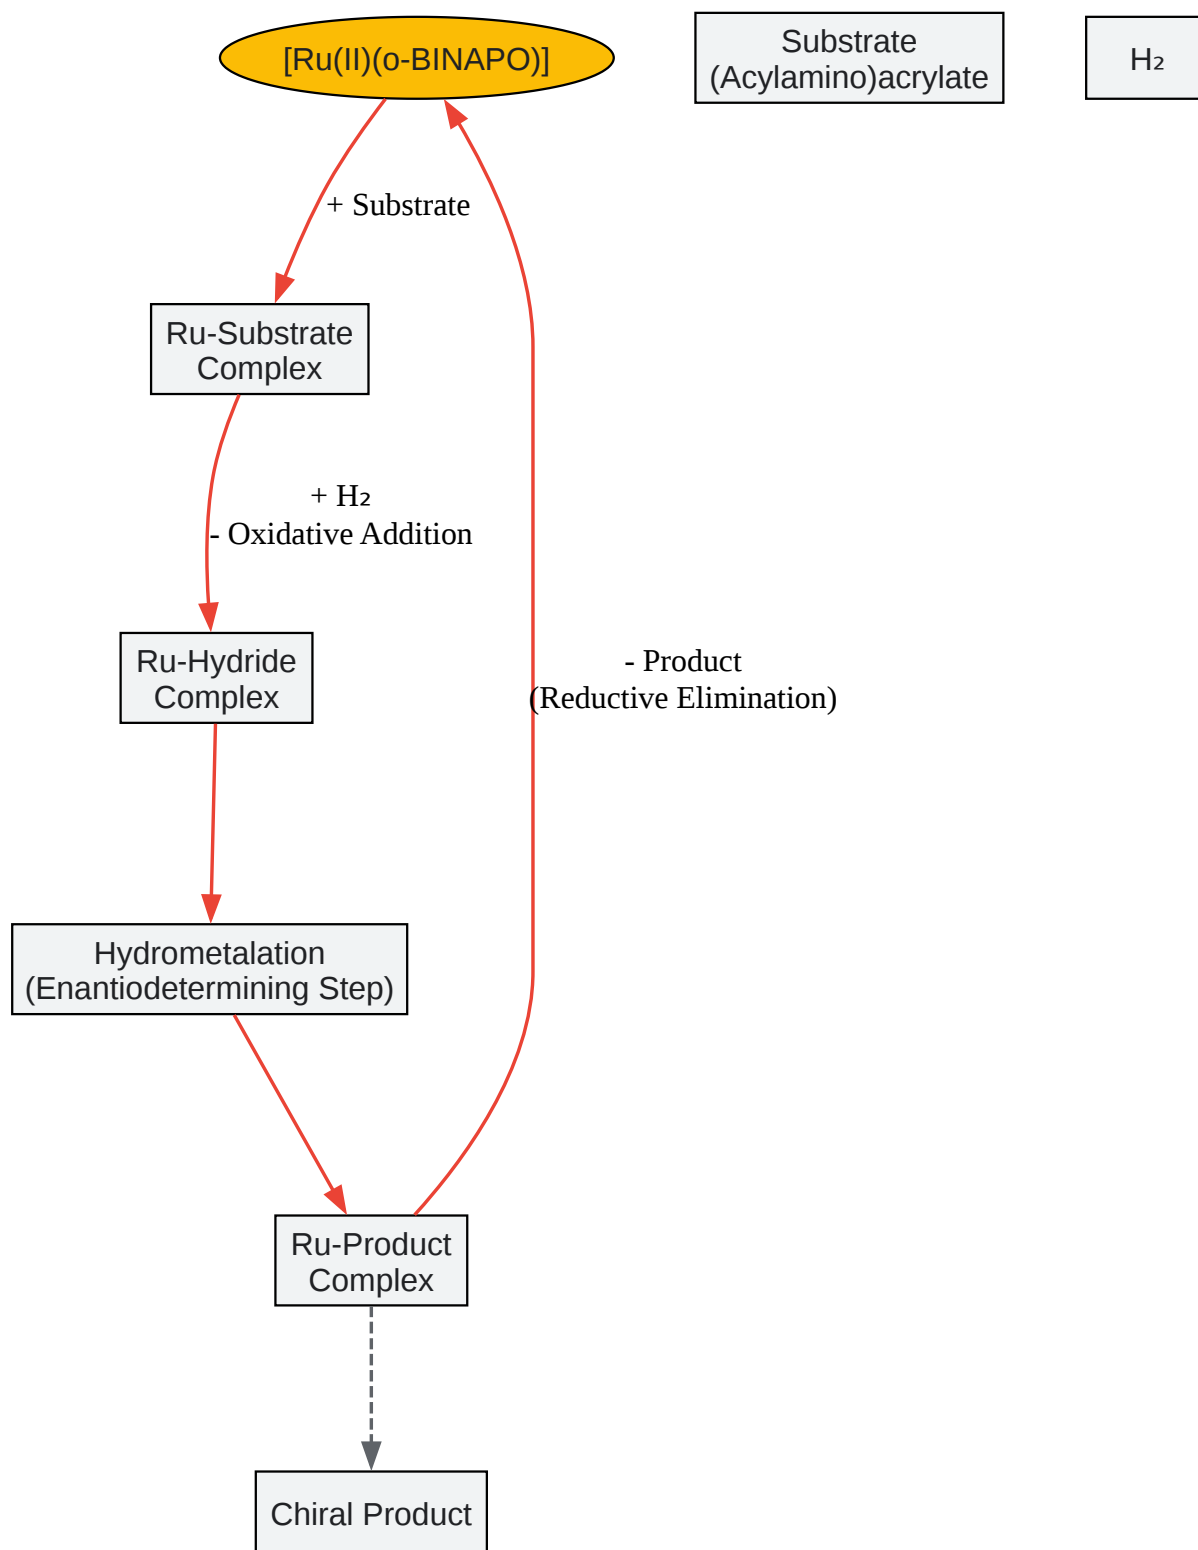 [Ru(II)(o-BINAPO)]
Substrate
(Acylamino)acrylate
H₂
+ Substrate
Ru-Substrate
Complex
+ H₂
- Oxidative Addition
Ru-Hydride
Complex
- Product
(Reductive Elimination)
Hydrometalation
(Enantiodetermining Step)
Ru-Product
Complex
Chiral Product